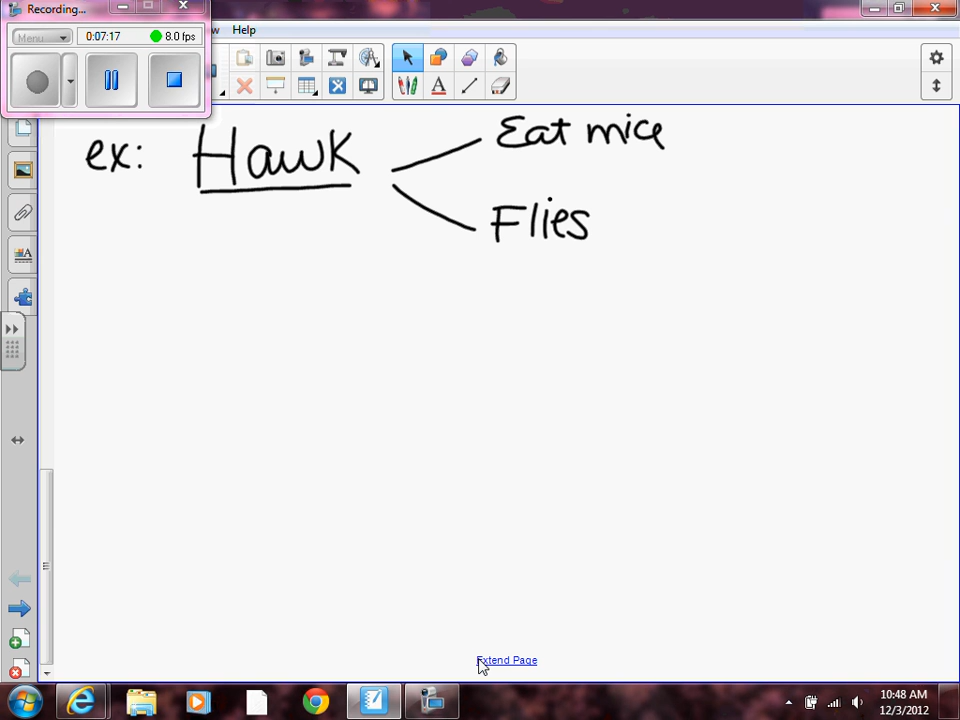 Recording...
Menu 0:07:17 8.0 fps
w Help
ex: Hawk
Eat mice
Flies
Extend Page
10:48 AM
12/3/2012